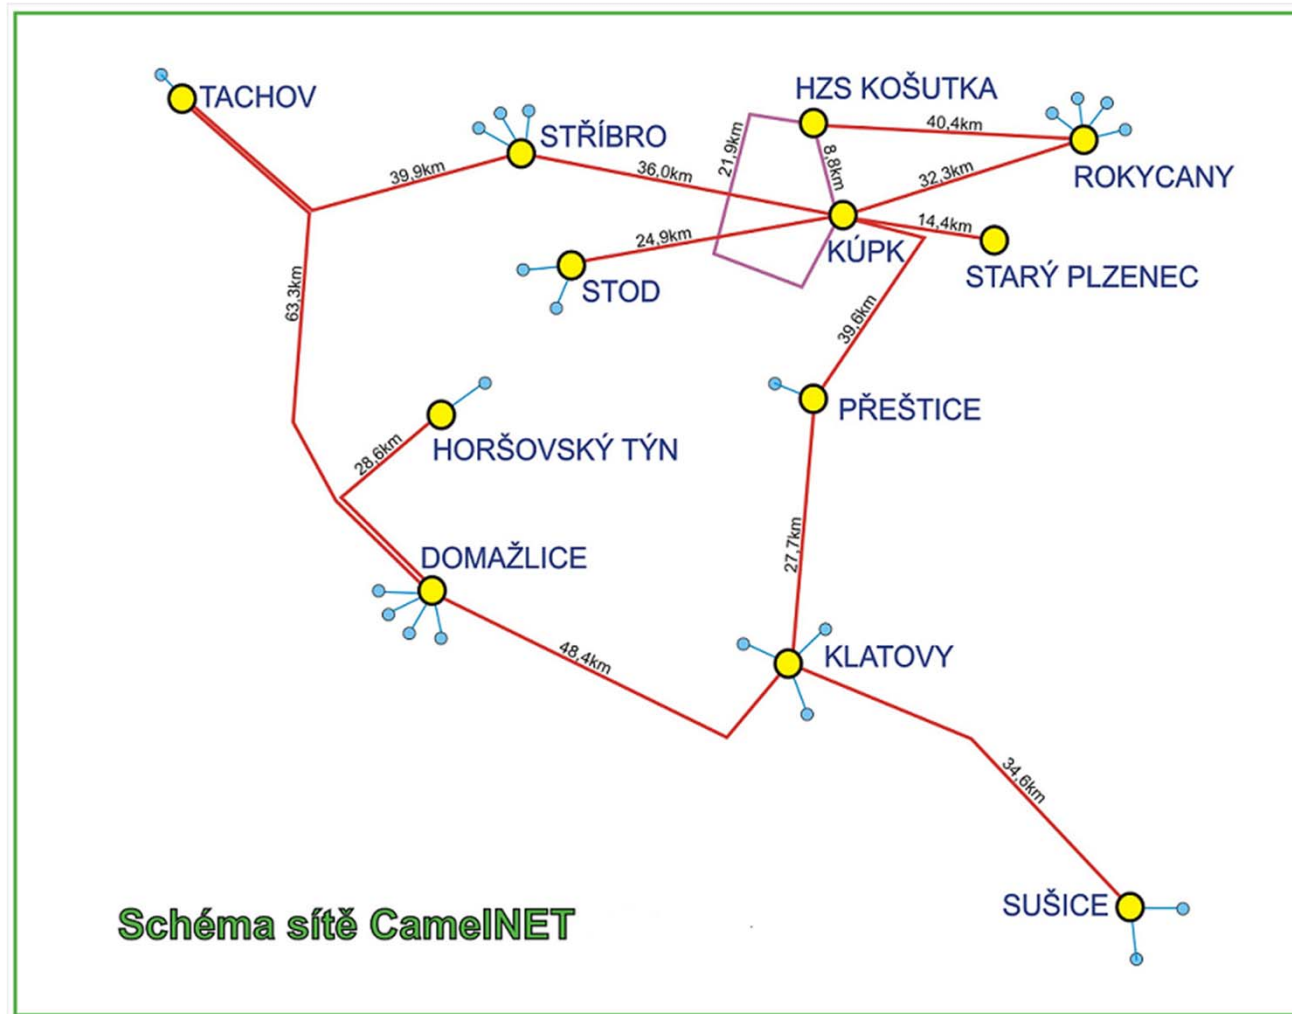 HZS KOŠUTKA
TACHOV
STŘÍBRO
40,4km
21,9km
8,8km
39,9km
36,0km
32,3km
ROKYCANY
14,4km
24,9km
KÚPK
STARÝ PLZENEC
STOD
63,3km
39,6km
PŘEŠTICE
HORŠOVSKÝ TÝN
28,6km
27,7km
DOMAŽLICE
48,4km
KLATOVY
34,6km
SUŠICE
Schéma sítě CamelNET